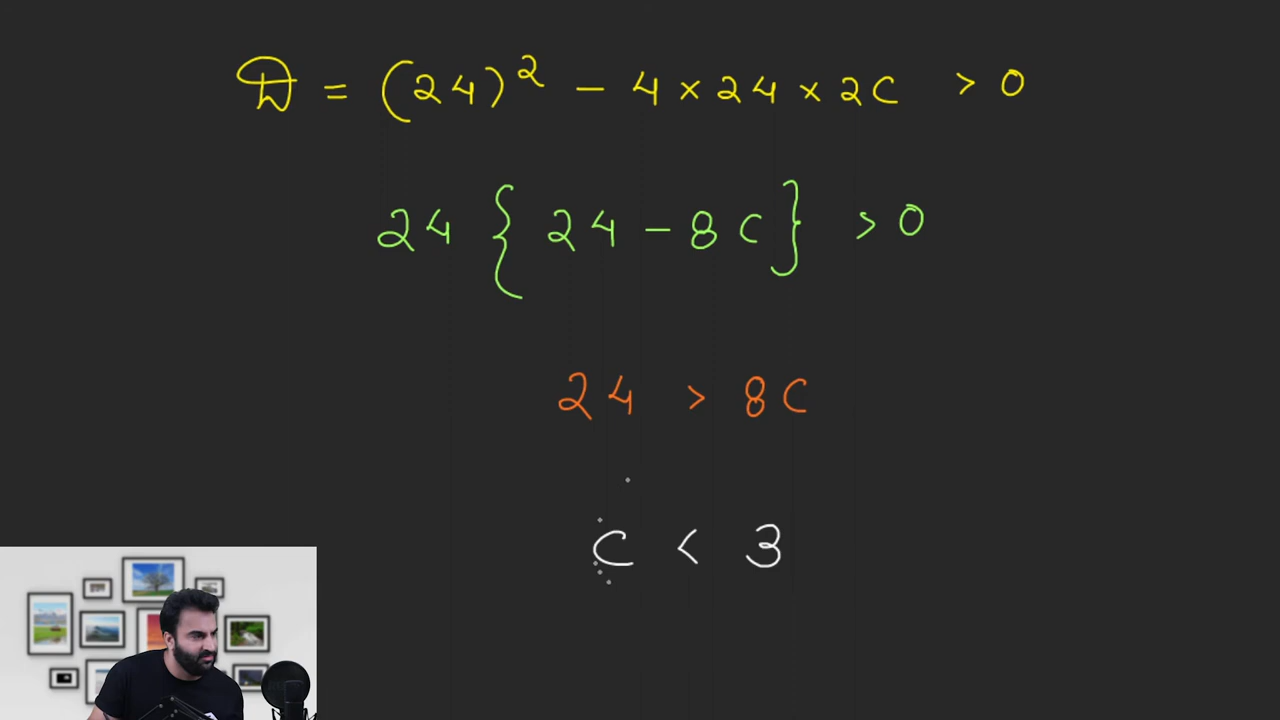 D = (24)² - 4 × 24 × 2C > 0
24 { 24 - 8C } > 0
24 > 8C
C < 3